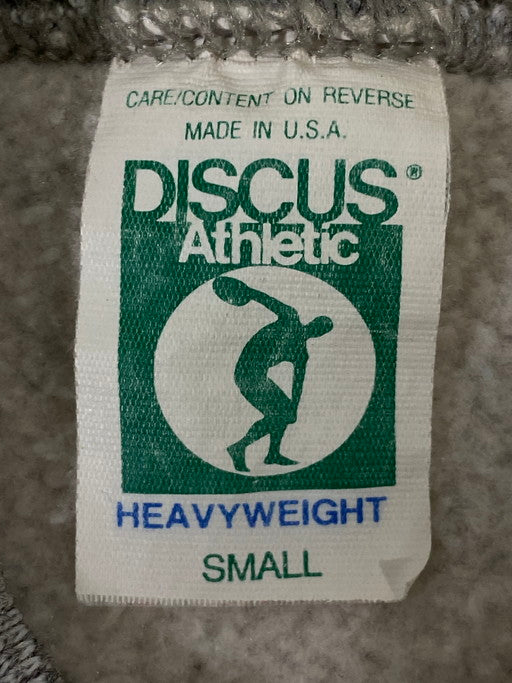 CARE/CONTENT ON REVERSE
MADE IN U.S.A.
DISCUS®
Athletic
HEAVYWEIGHT
SMALL